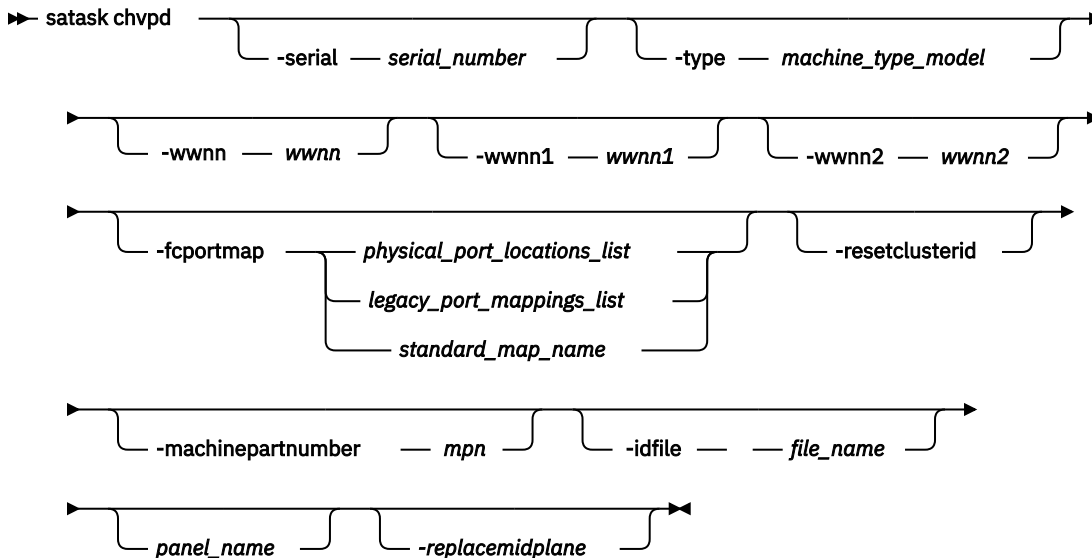 satask chvpd
-serial serial_number -type machine_type_model
-wwnn wwnn -wwnn1 wwnn1 -wwnn2 wwnn2
-fcportmap physical_port_locations_list -resetclusterid
legacy_port_mappings_list
standard_map_name
-machinepartnumber mpn -idfile file_name
panel_name -replacemidplane